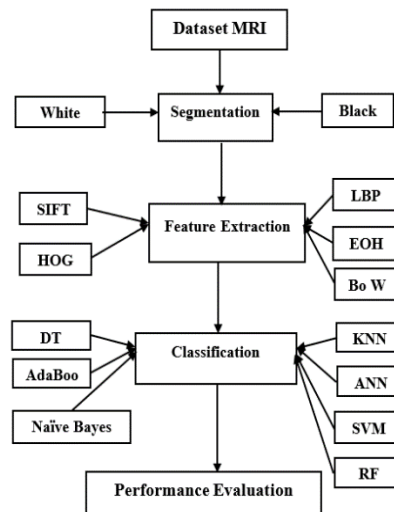 Dataset MRI
White
Segmentation
Black
SIFT
HOG
Feature Extraction
LBP
EOH
Bo W
DT
AdaBoo
Naïve Bayes
Classification
KNN
ANN
SVM
RF
Performance Evaluation